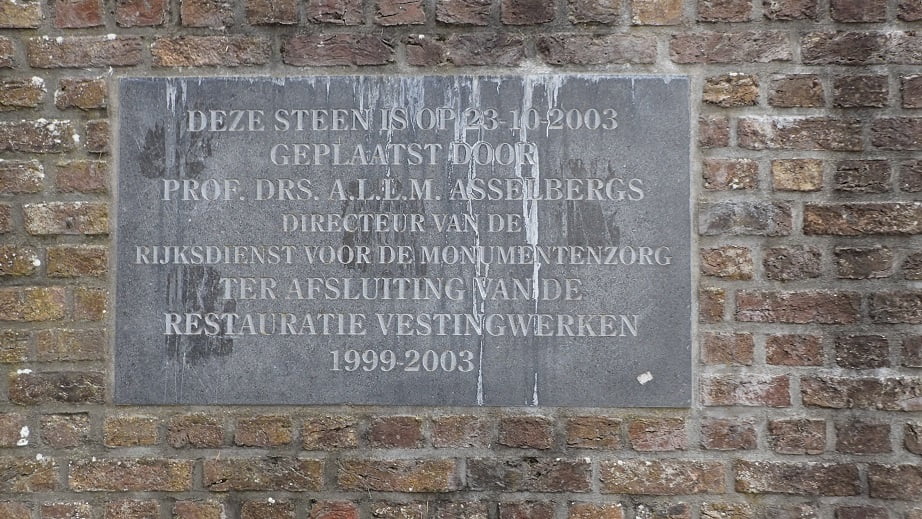 DEZE STEEN IS OP 23-10-2003
GEPLAATST DOOR
PROF. DRS. A.L.E.M. ASSELBERGS
DIRECTEUR VAN DE
RIJKSDIENST VOOR DE MONUMENTENZORG
TER AFSLUITING VAN DE
RESTAURATIE VESTINGWERKEN
1999-2003